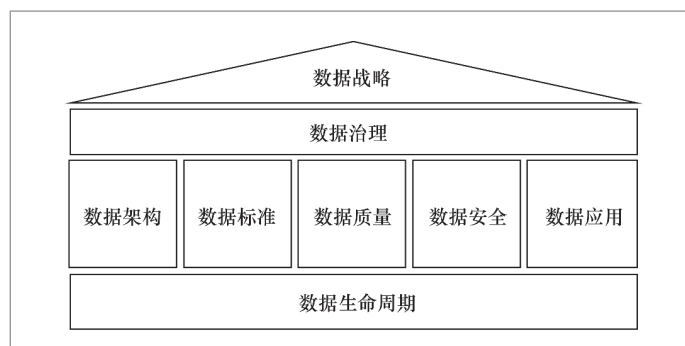 数据战略
数据治理
数据架构
数据标准
数据质量
数据安全
数据应用
数据生命周期